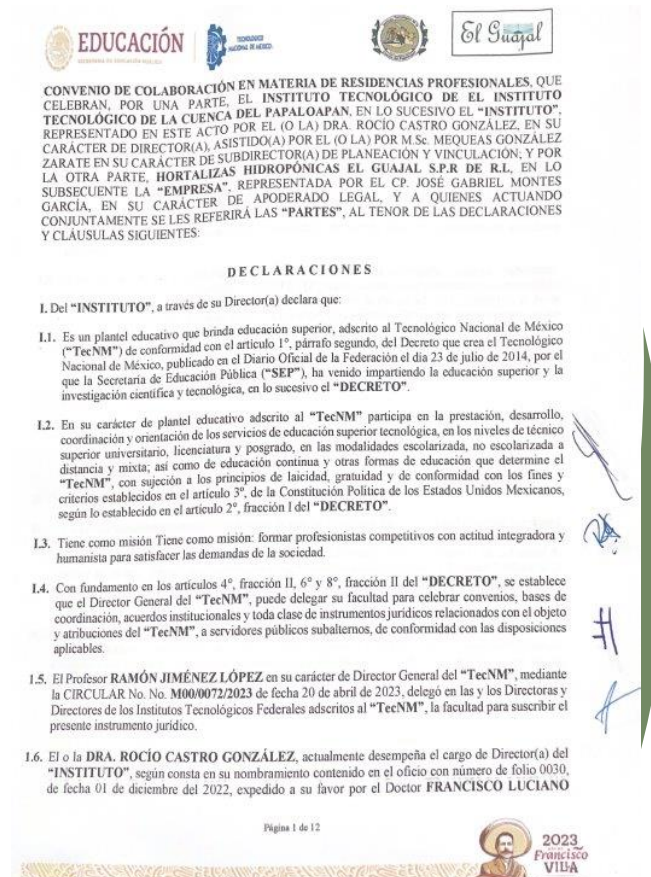 EDUCACIÓN
SECRETARÍA DE EDUCACIÓN PÚBLICA
TECNOLÓGICO
NACIONAL DE MÉXICO
El Guajal
CONVENIO DE COLABORACIÓN EN MATERIA DE RESIDENCIAS PROFESIONALES, QUE
CELEBRAN, POR UNA PARTE, EL INSTITUTO TECNOLÓGICO DE EL INSTITUTO
TECNOLÓGICO DE LA CUENCA DEL PAPALOAPAN, EN LO SUCESIVO EL “INSTITUTO”,
REPRESENTADO EN ESTE ACTO POR EL (O LA) DRA. ROCÍO CASTRO GONZÁLEZ, EN SU
CARÁCTER DE DIRECTOR(A), ASISTIDO(A) POR EL (O LA) POR M.Sc. MEQUEAS GONZÁLEZ
ZARATE EN SU CARÁCTER DE SUBDIRECTOR(A) DE PLANEACIÓN Y VINCULACIÓN; Y POR
LA OTRA PARTE, HORTALIZAS HIDROPÓNICAS EL GUAJAL S.P.R DE R.L, EN LO
SUBSECUENTE LA “EMPRESA”, REPRESENTADA POR EL CP. JOSÉ GABRIEL MONTES
GARCÍA, EN SU CARÁCTER DE APODERADO LEGAL, Y A QUIENES ACTUANDO
CONJUNTAMENTE SE LES REFERIRÁ LAS “PARTES”, AL TENOR DE LAS DECLARACIONES
Y CLÁUSULAS SIGUIENTES:
DECLARACIONES
I. Del “INSTITUTO”, a través de su Director(a) declara que:
I.1. Es un plantel educativo que brinda educación superior, adscrito al Tecnológico Nacional de México
(“TecNM”) de conformidad con el artículo 1°, párrafo segundo, del Decreto que crea el Tecnológico
Nacional de México, publicado en el Diario Oficial de la Federación el día 23 de julio de 2014, por el
que la Secretaría de Educación Pública (“SEP”), ha venido impartiendo la educación superior y la
investigación científica y tecnológica, en lo sucesivo el “DECRETO”.
I.2. En su carácter de plantel educativo adscrito al “TecNM” participa en la prestación, desarrollo,
coordinación y orientación de los servicios de educación superior tecnológica, en los niveles de técnico
superior universitario, licenciatura y posgrado, en las modalidades escolarizada, no escolarizada a
distancia y mixta; así como de educación continua y otras formas de educación que determine el
“TecNM”, con sujeción a los principios de laicidad, gratuidad y de conformidad con los fines y
criterios establecidos en el artículo 3°, de la Constitución Política de los Estados Unidos Mexicanos,
según lo establecido en el artículo 2°, fracción I del “DECRETO”.
I.3. Tiene como misión Tiene como misión: formar profesionistas competitivos con actitud integradora y
humanista para satisfacer las demandas de la sociedad.
I.4. Con fundamento en los artículos 4°, fracción II, 6° y 8°, fracción II del “DECRETO”, se establece
que el Director General del “TecNM”, puede delegar su facultad para celebrar convenios, bases de
coordinación, acuerdos institucionales y toda clase de instrumentos jurídicos relacionados con el objeto
y atribuciones del “TecNM”, a servidores públicos subalternos, de conformidad con las disposiciones
aplicables.
1.5. El Profesor RAMÓN JIMÉNEZ LÓPEZ en su carácter de Director General del “TecNM”, mediante
la CIRCULAR No. No. M00/0072/2023 de fecha 20 de abril de 2023, delegó en las y los Directoras y
Directores de los Institutos Tecnológicos Federales adscritos al “TecNM”, la facultad para suscribir el
presente instrumento jurídico.
1.6. El o la DRA. ROCÍO CASTRO GONZÁLEZ, actualmente desempeña el cargo de Director(a) del
“INSTITUTO”, según consta en su nombramiento contenido en el oficio con número de folio 0030,
de fecha 01 de diciembre del 2022, expedido a su favor por el Doctor FRANCISCO LUCIANO
Página 1 de 12
2023
Francisco
VILLA